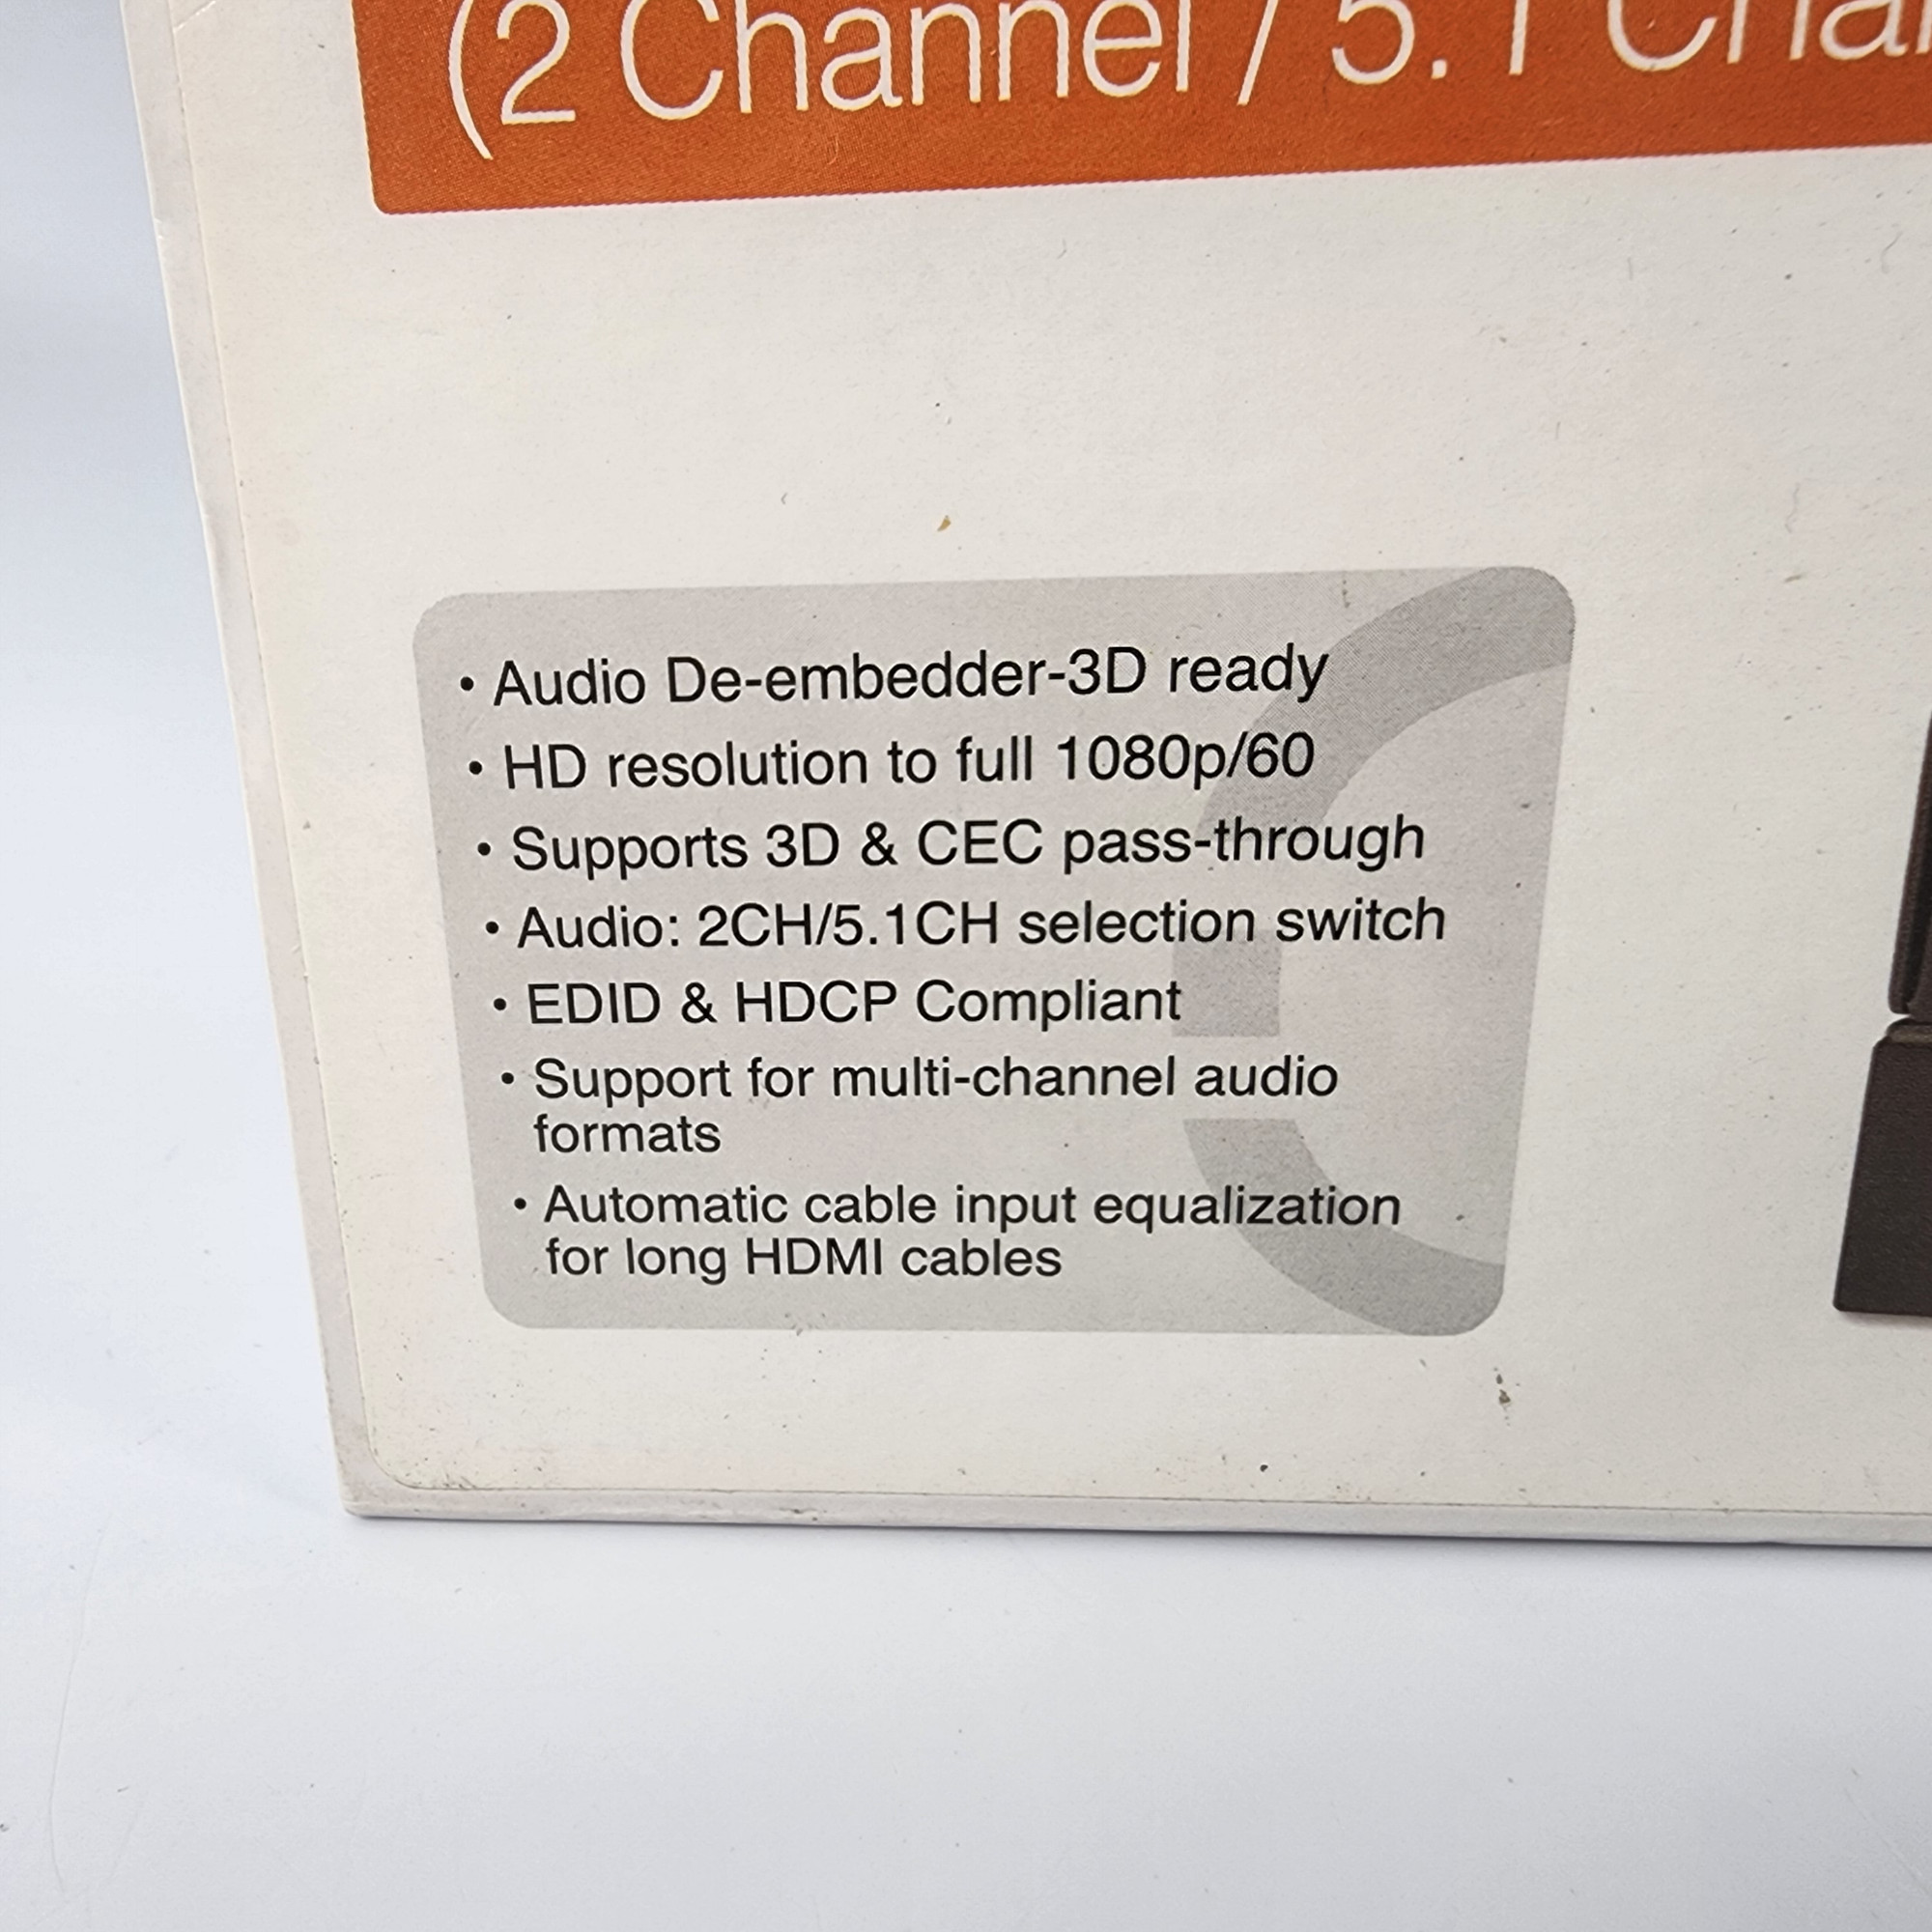 (2 Channel / 5.1
• Audio De-embedder-3D ready
• HD resolution to full 1080p/60
• Supports 3D & CEC pass-through
• Audio: 2CH/5.1CH selection switch
• EDID & HDCP Compliant
• Support for multi-channel audio
formats
• Automatic cable input equalization
for long HDMI cables